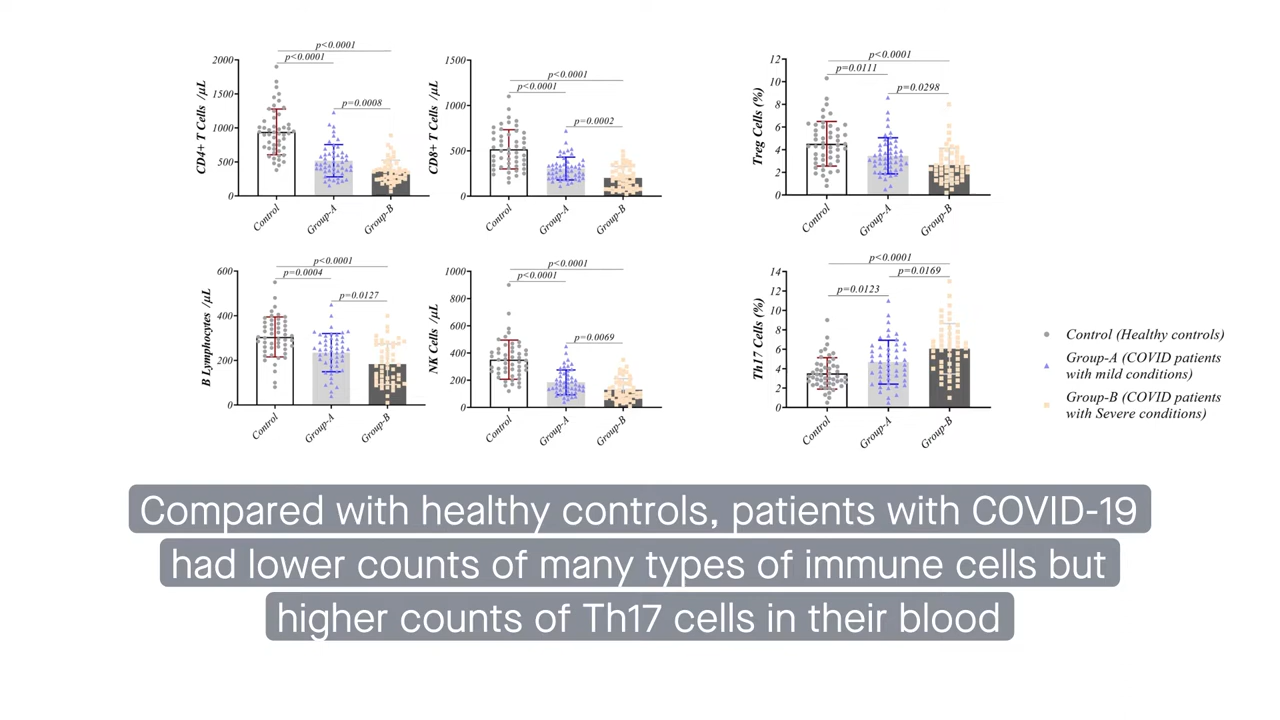 p<0.0001
p<0.0001
p=0.0008
CD4+ T Cells /μL
2000
1500
1000
500
0
Control
Group-A
Group-B
p<0.0001
p<0.0001
p=0.0002
CD8+ T Cells /μL
1500
1000
500
0
Control
Group-A
Group-B
p<0.0001
p=0.0111
p=0.0298
Treg Cells (%)
12
10
8
6
4
2
0
Control
Group-A
Group-B
p<0.0001
p=0.0004
p=0.0127
B Lymphocytes /μL
600
400
200
0
Control
Group-A
Group-B
p<0.0001
p<0.0001
p=0.0069
NK Cells /μL
1000
800
600
400
200
0
Control
Group-A
Group-B
p<0.0001
p=0.0169
p=0.0123
Th17 Cells (%)
14
12
10
8
6
4
2
0
Control
Group-A
Group-B
Control (Healthy controls)
Group-A (COVID patients
with mild conditions)
Group-B (COVID patients
with Severe conditions)
Compared with healthy controls, patients with COVID-19
had lower counts of many types of immune cells but
higher counts of Th17 cells in their blood